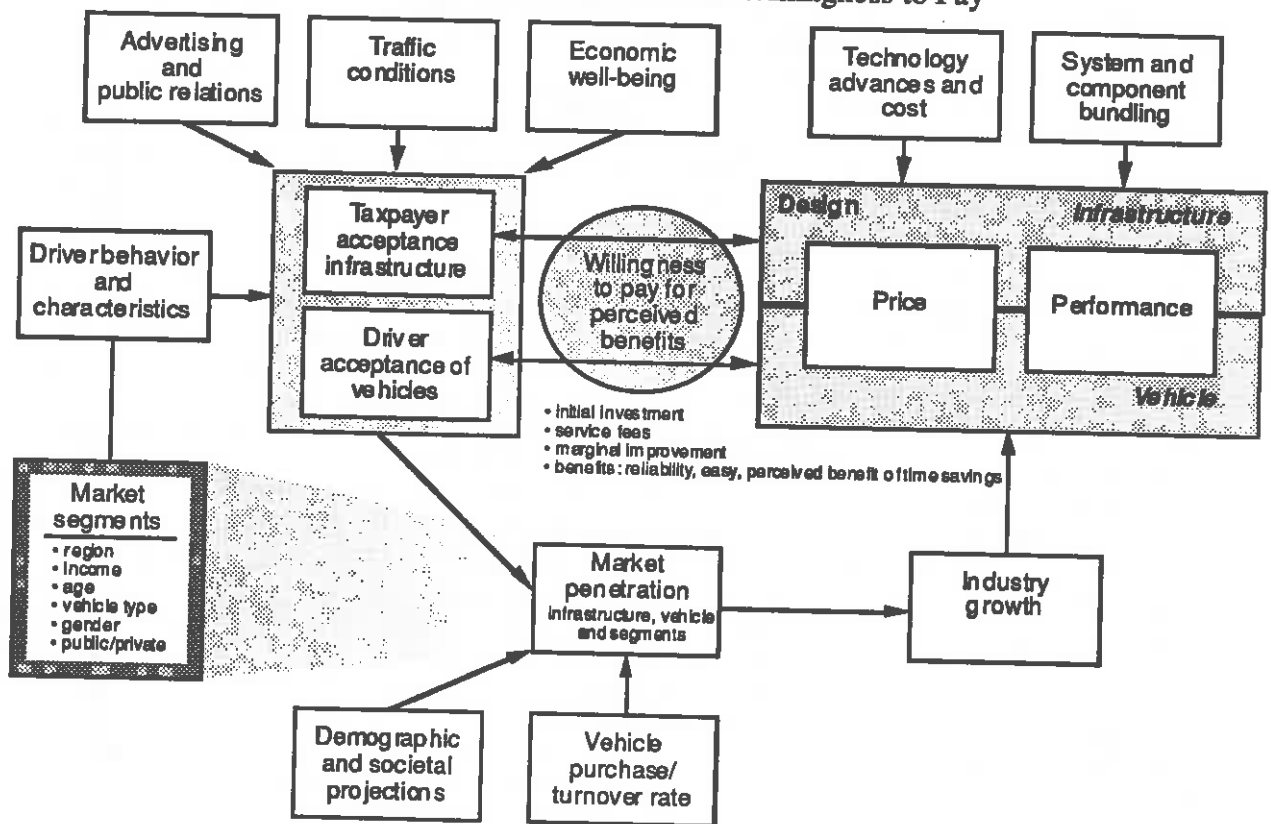 to Pay
Advertising
and
public relations
Traffic
conditions
Economic
well-being
Technology
advances and
cost
System and
component
bundling
Driver behavior
and
characteristics
Taxpayer
acceptance
infrastructure
Driver
acceptance of
vehicles
Willingness
to pay for
perceived
benefits
Design
Infrastructure
Price
Performance
Vehicle
• initial investment
• service fees
• marginal improvement
• benefits: reliability, easy, perceived benefit of time savings
Market
segments
• region
• income
• age
• vehicle type
• gender
• public/private
Market
penetration
infrastructure, vehicle
and segments
Industry
growth
Demographic
and societal
projections
Vehicle
purchase/
turnover rate